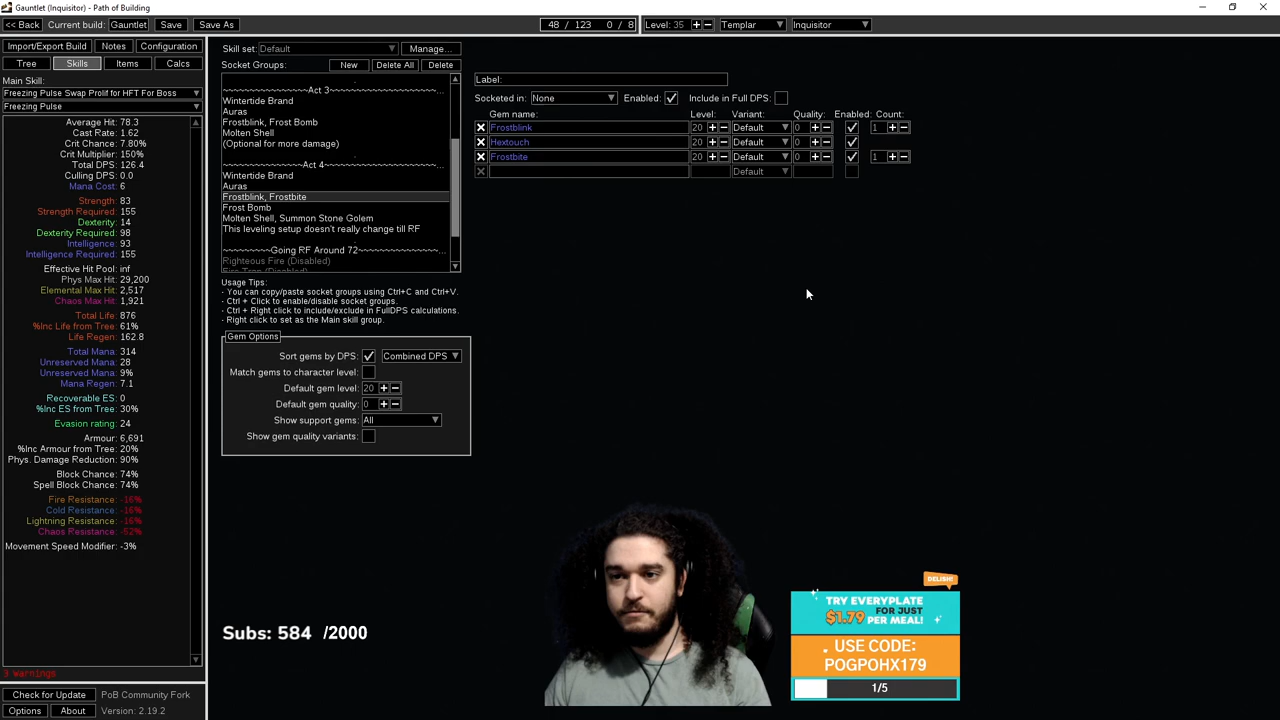 Gauntlet (Inquisitor) - Path of Building
<< Back Current build: Gauntlet Save Save As 48 / 123 0 / 8 Level: 35 + - Templar Inquisitor
Import/Export Build Notes Configuration
Tree Skills Items Calcs
Main Skill:
Freezing Pulse Swap Prolif for HFT For Boss
Freezing Pulse
Average Hit: 78.3
Cast Rate: 1.62
Crit Chance: 7.80%
Crit Multiplier: 150%
Total DPS: 126.4
Culling DPS: 0.0
Mana Cost: 6
Strength: 83
Strength Required: 155
Dexterity: 14
Dexterity Required: 98
Intelligence: 93
Intelligence Required: 155
Effective Hit Pool: inf
Phys Max Hit: 29,200
Elemental Max Hit: 2,517
Chaos Max Hit: 1,921
Total Life: 876
%Inc Life from Tree: 61%
Life Regen: 162.8
Total Mana: 314
Unreserved Mana: 28
Unreserved Mana: 9%
Mana Regen: 7.1
Recoverable ES: 0
%Inc ES from Tree: 30%
Evasion rating: 24
Armour: 6,691
%Inc Armour from Tree: 20%
Phys. Damage Reduction: 90%
Block Chance: 74%
Spell Block Chance: 74%
Fire Resistance: -16%
Cold Resistance: -16%
Lightning Resistance: -16%
Chaos Resistance: -52%
Movement Speed Modifier: -3%
3 Warnings
Check for Update PoB Community Fork
Options About Version: 2.19.2
Skill set: Default Manage...
Socket Groups: New Delete All Delete
~~~~~~~~~~~~~~~Act 3~~~~~~~~~~~~~~~...
Wintertide Brand
Auras
Frostblink, Frost Bomb
Molten Shell
(Optional for more damage)
~~~~~~~~~~~~~~Act 4~~~~~~~~~~~~~~~...
Wintertide Brand
Auras
Frostblink, Frostbite
Frost Bomb
Molten Shell, Summon Stone Golem
This leveling setup doesn't really change till RF
~~~~~~~~~Going RF Around 72~~~~~~~~~...
Righteous Fire (Disabled)
Fire Trap (Disabled)
Usage Tips:
- You can copy/paste socket groups using Ctrl+C and Ctrl+V.
- Ctrl + Click to enable/disable socket groups.
- Ctrl + Right click to include/exclude in FullDPS calculations.
- Right click to set as the Main skill group.
Gem Options
Sort gems by DPS: Combined DPS
Match gems to character level:
Default gem level: 20 + -
Default gem quality: 0 + -
Show support gems: All
Show gem quality variants:
Label:
Socketed in: None Enabled: Include in Full DPS:
Gem name: Level: Variant: Quality: Enabled: Count:
Frostblink 20 + - Default 0 + - 1 + -
Hextouch 20 + - Default 0 + -
Frostbite 20 + - Default 0 + - 1 + -
Default
Subs: 584 /2000
DELISH!
TRY EVERYPLATE
$1.79 FOR JUST
PER MEAL!
USE CODE:
POGPOHX179
1/5